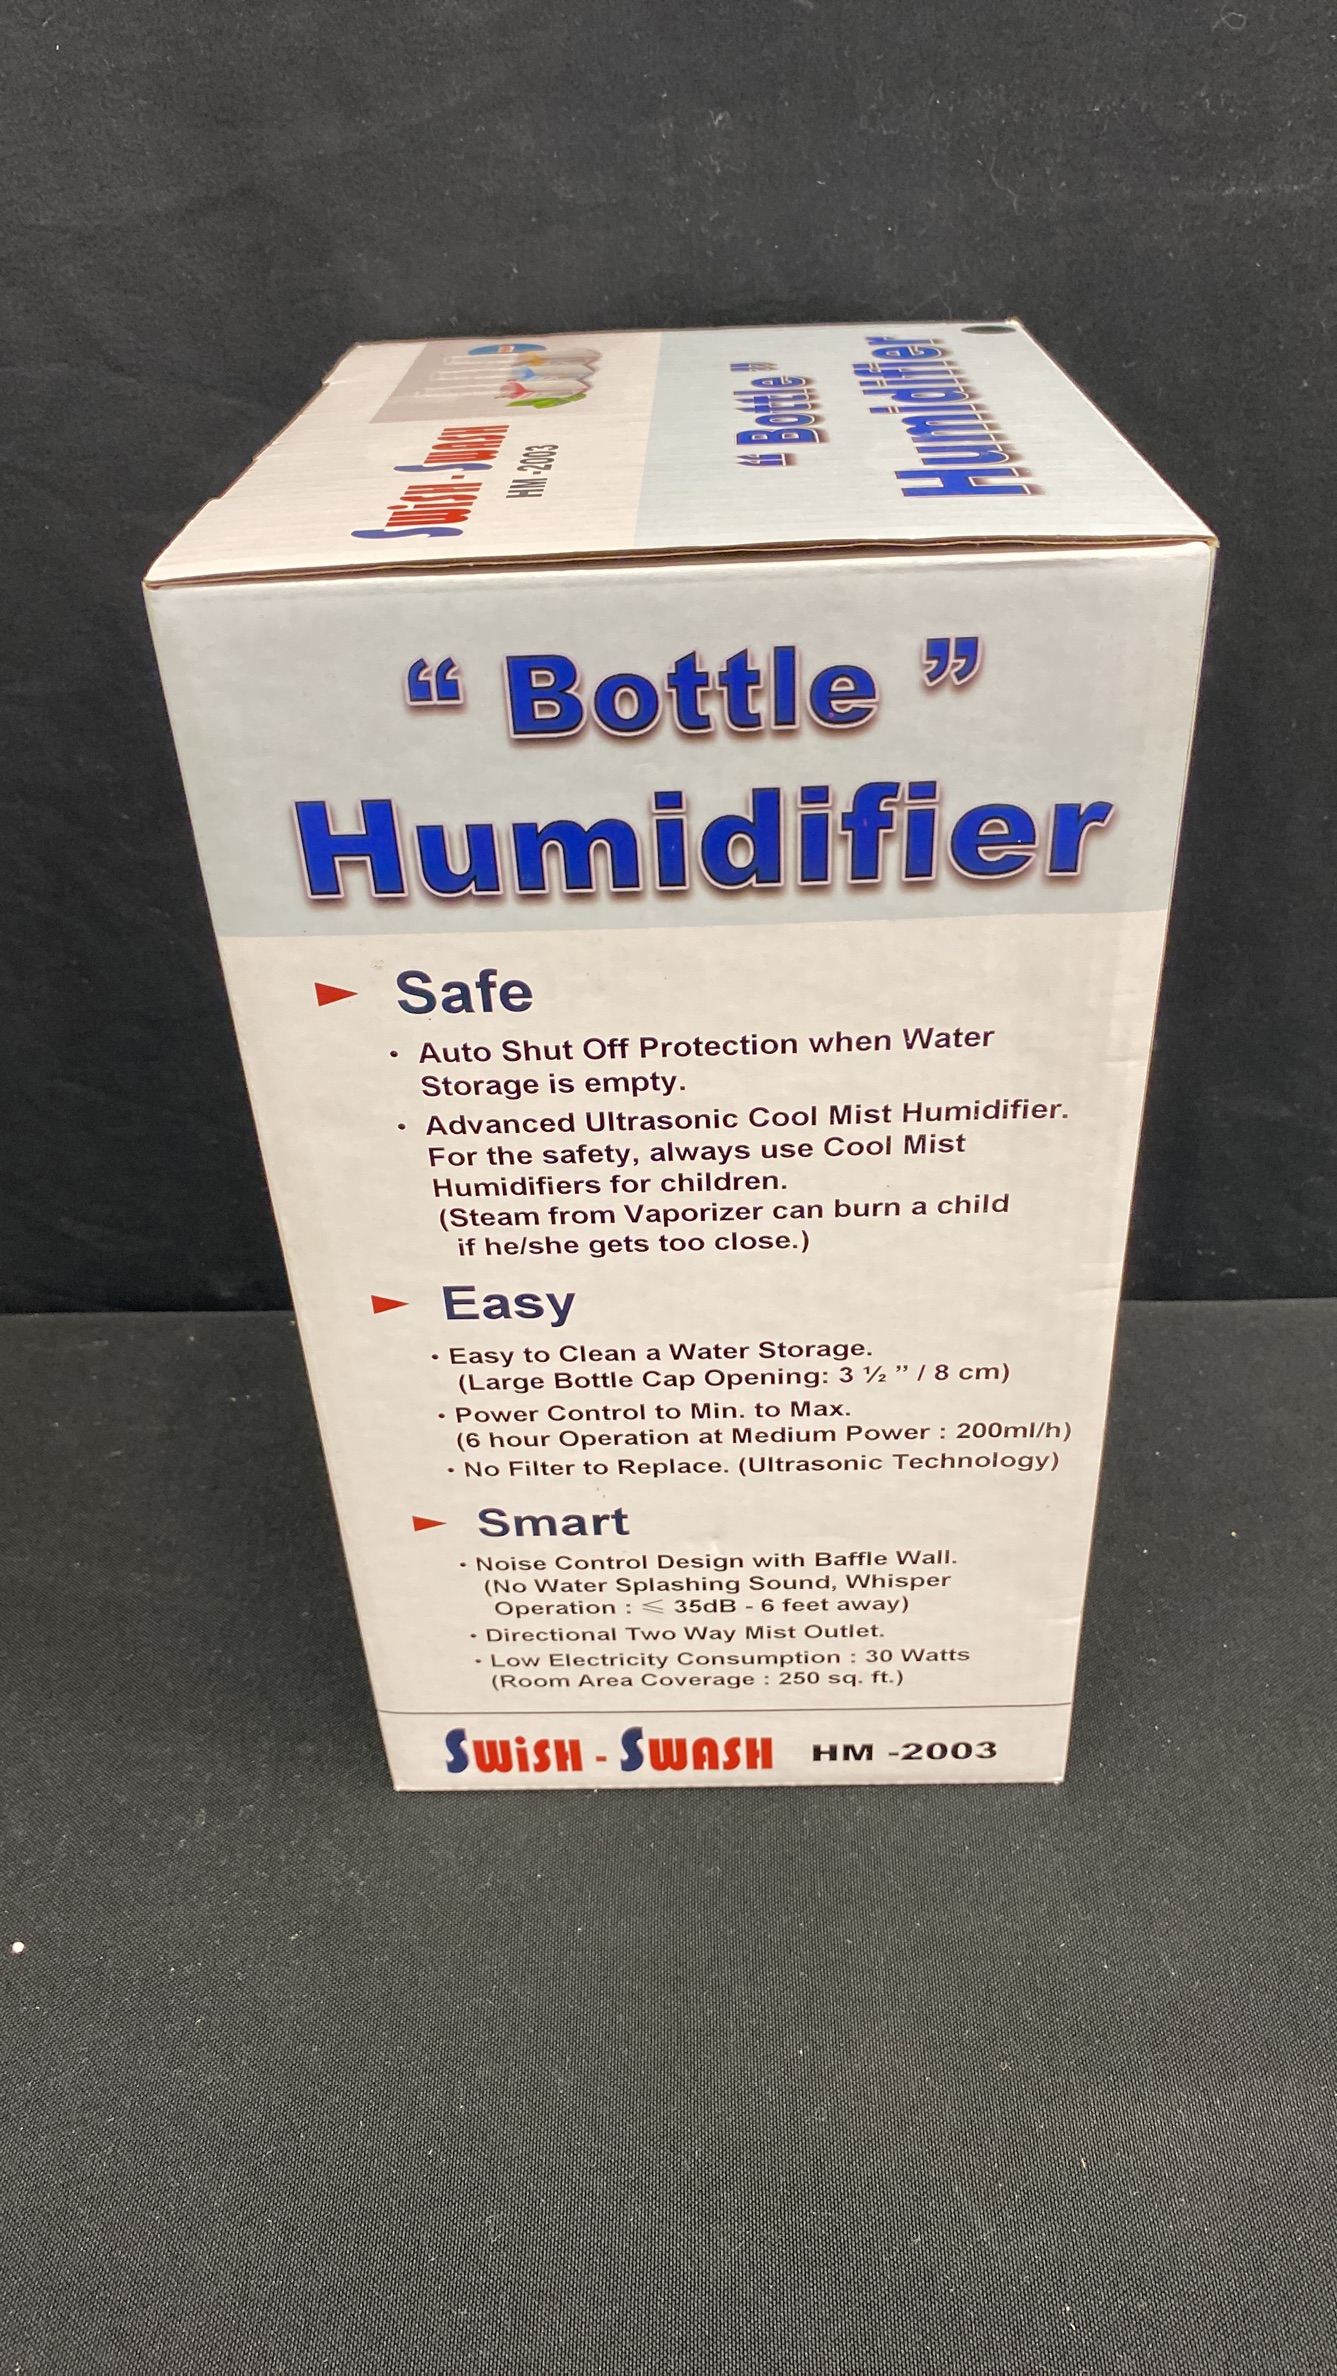 Swish - Swash
HM -2003
“ Bottle ”
Humidifier
“ Bottle ”
Humidifier
Safe
· Auto Shut Off Protection when Water
Storage is empty.
· Advanced Ultrasonic Cool Mist Humidifier.
For the safety, always use Cool Mist
Humidifiers for children.
(Steam from Vaporizer can burn a child
if he/she gets too close.)
Easy
· Easy to Clean a Water Storage.
(Large Bottle Cap Opening: 3 ½ ” / 8 cm)
· Power Control to Min. to Max.
(6 hour Operation at Medium Power : 200ml/h)
· No Filter to Replace. (Ultrasonic Technology)
Smart
· Noise Control Design with Baffle Wall.
(No Water Splashing Sound, Whisper
Operation : ≤ 35dB - 6 feet away)
· Directional Two Way Mist Outlet.
· Low Electricity Consumption : 30 Watts
(Room Area Coverage : 250 sq. ft.)
SWiSH - SWASH HM -2003